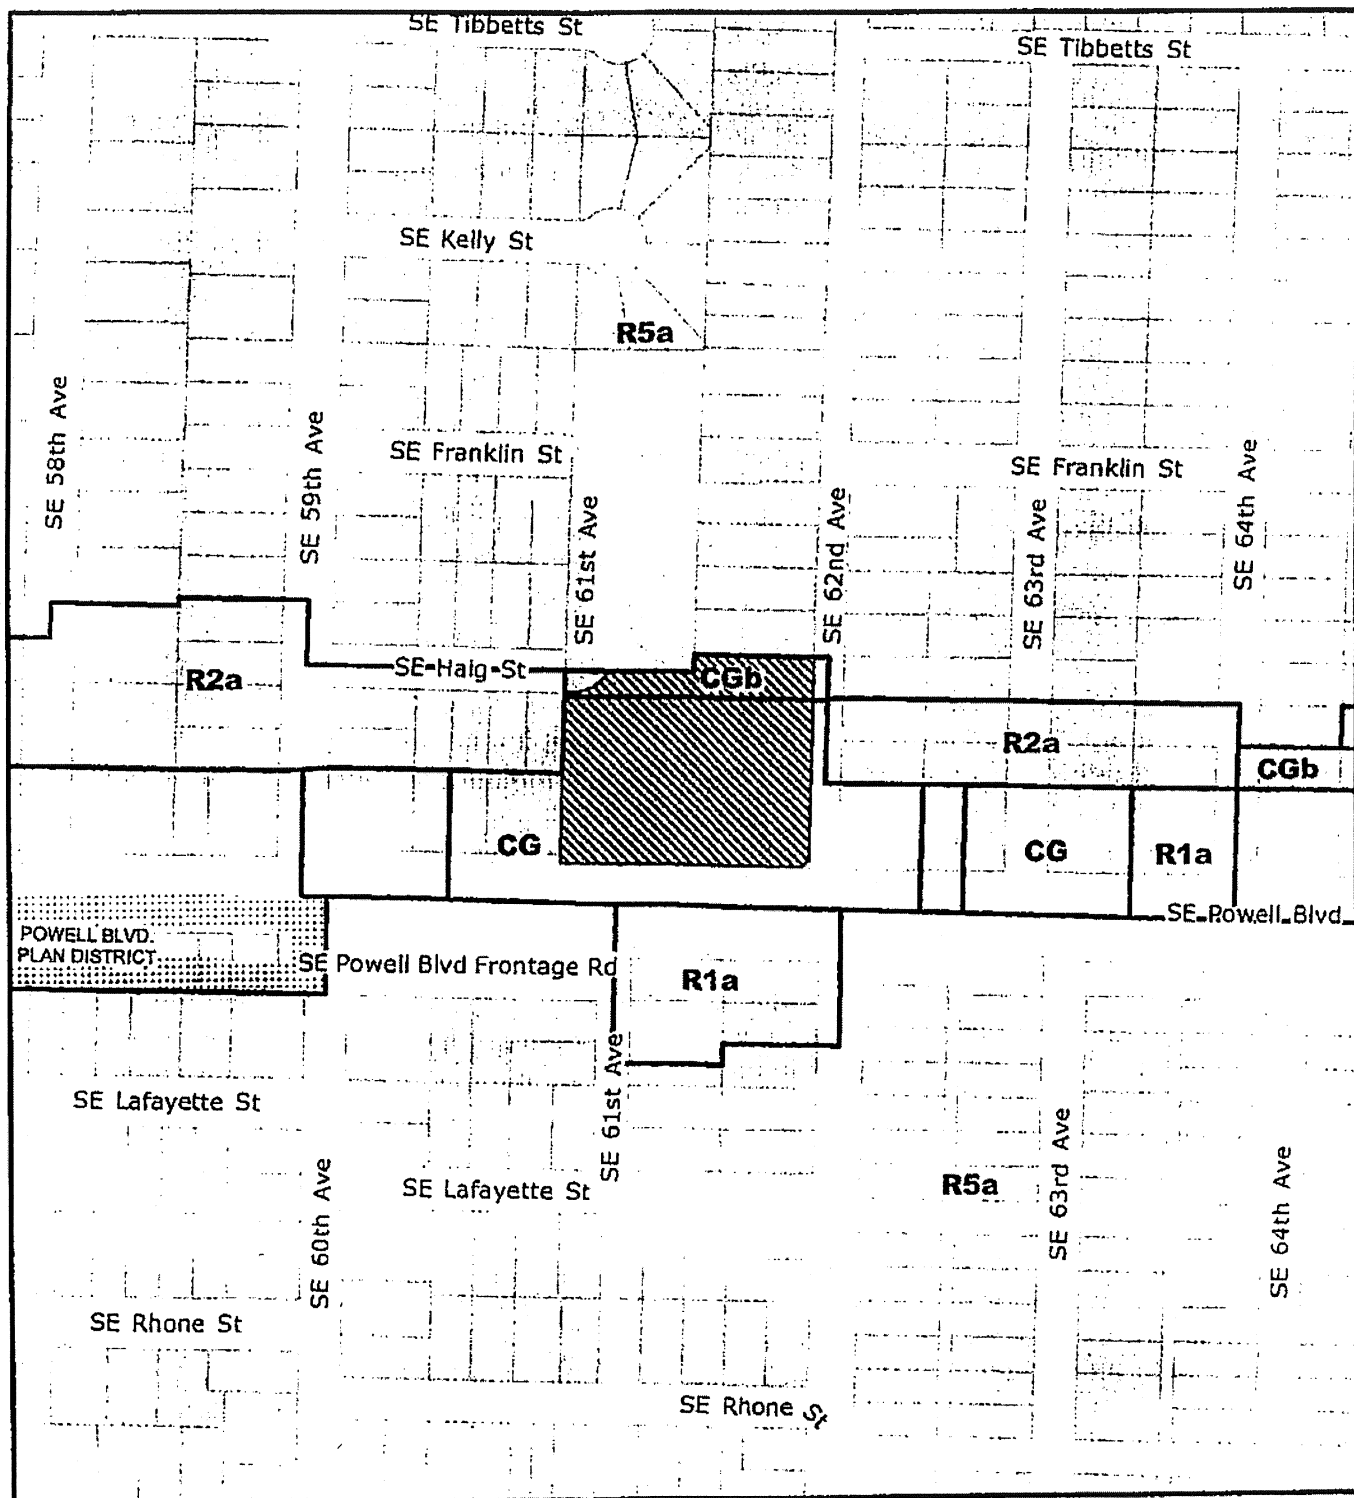 SE Tibbetts St
SE Tibbetts St
SE Kelly St
R5a
SE 58th Ave
SE 59th Ave
SE Franklin St
SE 61st Ave
SE 62nd Ave
SE Franklin St
SE 63rd Ave
SE 64th Ave
R2a
SE Haig St
CGb
R2a
CGb
CG
CG
R1a
SE Powell Blvd
POWELL BLVD.
PLAN DISTRICT
SE Powell Blvd Frontage Rd
R1a
SE Lafayette St
SE 60th Ave
SE 61st Ave
SE Lafayette St
R5a
SE 63rd Ave
SE 64th Ave
SE Rhone St
SE Rhone St